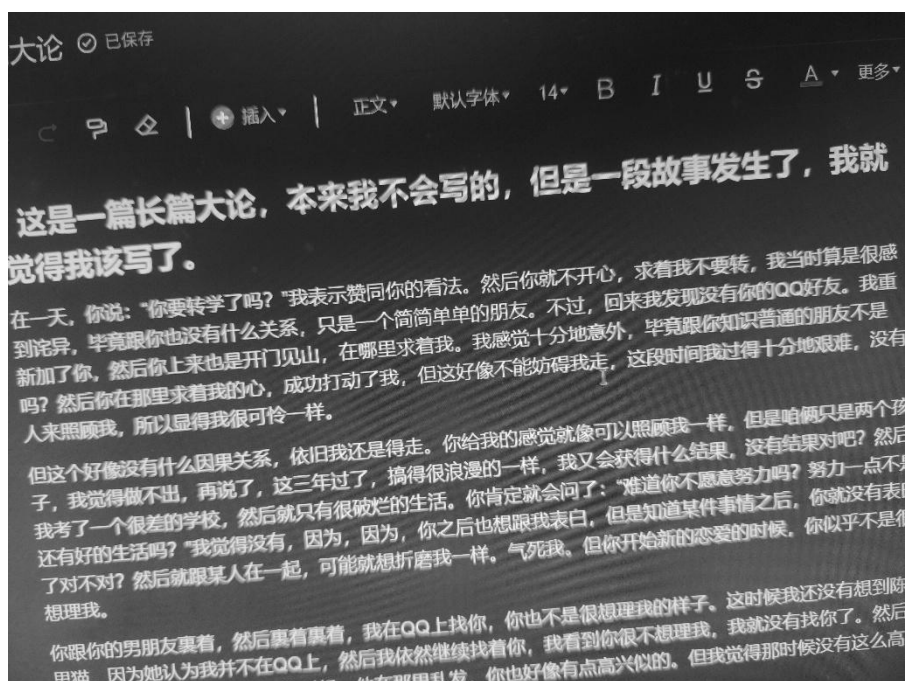 大论 已保存
插入 正文 默认字体 14 B I U S A 更多
这是一篇长篇大论，本来我不会写的，但是一段故事发生了，我就
觉得我该写了。
在一天，你说：“你要转学了吗？”我表示赞同你的看法。然后你就不开心，求着我不要转，我当时算是很感
到诧异，毕竟跟你也没有什么关系，只是一个简简单单的朋友。不过，回来我发现没有你的QQ好友。我重
新加了你，然后你上来也是开门见山，在哪里求着我。我感觉十分地意外，毕竟跟你知识普通的朋友不是
吗？然后你在那里求着我的心，成功打动了我，但这好像不能妨碍我走，这段时间我过得十分地艰难，没有
人来照顾我，所以显得我很可怜一样。
但这个好像没有什么因果关系，依旧我还是得走。你给我的感觉就像可以照顾我一样，但是咱俩只是两个孩
子，我觉得做不出，再说了，这三年过了，搞得很浪漫的一样，我又会获得什么结果，没有结果对吧？然后
我考了一个很差的学校，然后就只有很破烂的生活。你肯定就会问了：“难道你不愿意努力吗？努力一点不是
还有好的生活吗？”我觉得没有，因为，因为，你之后也想跟我表白，但是知道某件事情之后，你就没有表白
了对不对？然后就跟某人在一起，可能就想折磨我一样。气死我。但你开始新的恋爱的时候，你似乎不是很
想理我。
你跟你的男朋友裹着，然后裹着裹着，我在QQ上找你，你也不是很想理我的样子。这时候我还没有想到陈
思猫，因为她认为我并不在QQ上，然后我依然继续找着你，我看到你很不想理我，我就没有找你了。然后
他在那里乱发，你也好像有点高兴似的。但我觉得那时候没有这么高